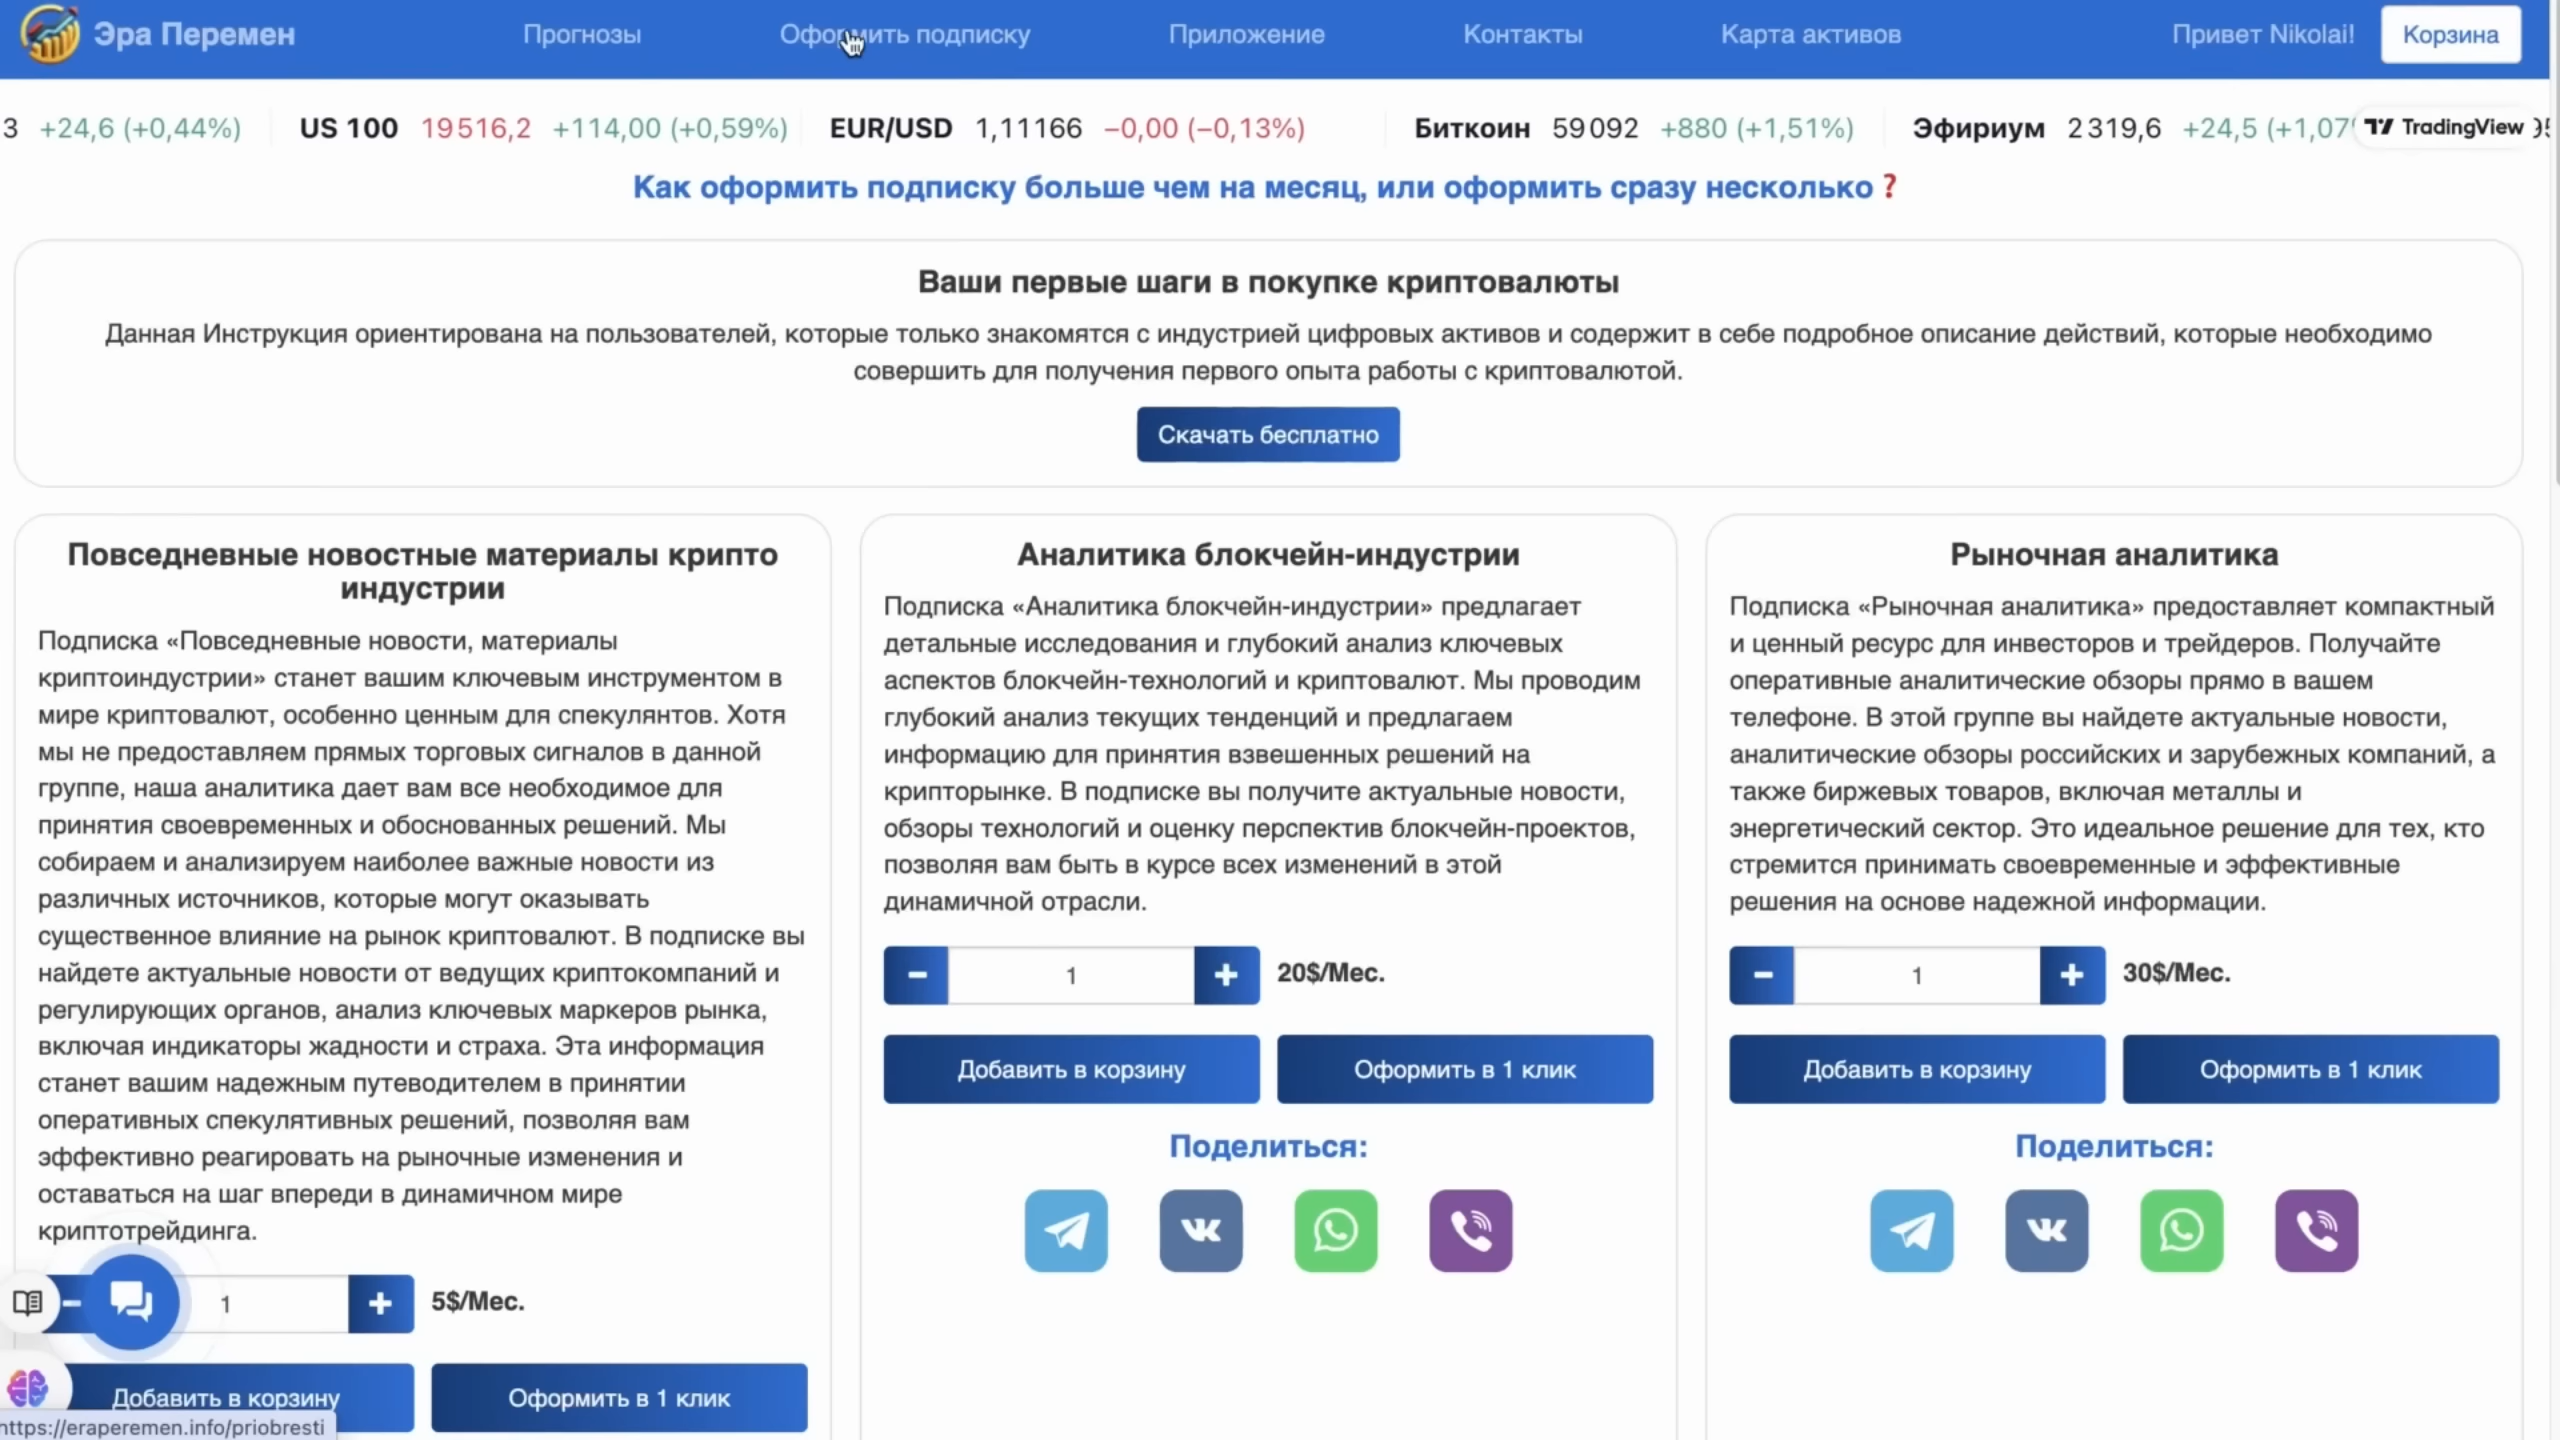 Эра Перемен
Прогнозы
Оформить подписку
Приложение
Контакты
Карта активов
Привет Nikolai!
Корзина
3 +24,6 (+0,44%)
US 100 19516,2 +114,00 (+0,59%)
EUR/USD 1,11166 −0,00 (−0,13%)
Биткоин 59092 +880 (+1,51%)
Эфириум 2319,6 +24,5 (+1,07
TradingView
Как оформить подписку больше чем на месяц, или оформить сразу несколько ?
Ваши первые шаги в покупке криптовалюты
Данная Инструкция ориентирована на пользователей, которые только знакомятся с индустрией цифровых активов и содержит в себе подробное описание действий, которые необходимо
совершить для получения первого опыта работы с криптовалютой.
Скачать бесплатно
Повседневные новостные материалы крипто
индустрии
Подписка «Повседневные новости, материалы
криптоиндустрии» станет вашим ключевым инструментом в
мире криптовалют, особенно ценным для спекулянтов. Хотя
мы не предоставляем прямых торговых сигналов в данной
группе, наша аналитика дает вам все необходимое для
принятия своевременных и обоснованных решений. Мы
собираем и анализируем наиболее важные новости из
различных источников, которые могут оказывать
существенное влияние на рынок криптовалют. В подписке вы
найдете актуальные новости от ведущих криптокомпаний и
регулирующих органов, анализ ключевых маркеров рынка,
включая индикаторы жадности и страха. Эта информация
станет вашим надежным путеводителем в принятии
оперативных спекулятивных решений, позволяя вам
эффективно реагировать на рыночные изменения и
оставаться на шаг впереди в динамичном мире
криптотрейдинга.
− 1 + 5$/Мес.
Добавить в корзину
Оформить в 1 клик
https://eraperemen.info/priobresti
Аналитика блокчейн-индустрии
Подписка «Аналитика блокчейн-индустрии» предлагает
детальные исследования и глубокий анализ ключевых
аспектов блокчейн-технологий и криптовалют. Мы проводим
глубокий анализ текущих тенденций и предлагаем
информацию для принятия взвешенных решений на
крипторынке. В подписке вы получите актуальные новости,
обзоры технологий и оценку перспектив блокчейн-проектов,
позволяя вам быть в курсе всех изменений в этой
динамичной отрасли.
− 1 + 20$/Мес.
Добавить в корзину
Оформить в 1 клик
Поделиться:
Рыночная аналитика
Подписка «Рыночная аналитика» предоставляет компактный
и ценный ресурс для инвесторов и трейдеров. Получайте
оперативные аналитические обзоры прямо в вашем
телефоне. В этой группе вы найдете актуальные новости,
аналитические обзоры российских и зарубежных компаний, а
также биржевых товаров, включая металлы и
энергетический сектор. Это идеальное решение для тех, кто
стремится принимать своевременные и эффективные
решения на основе надежной информации.
− 1 + 30$/Мес.
Добавить в корзину
Оформить в 1 клик
Поделиться: